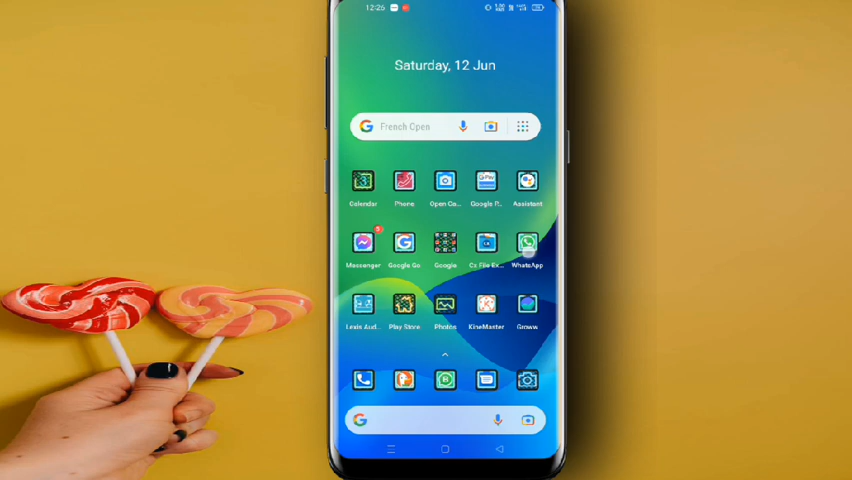 12:26
Saturday, 12 Jun
French Open
Calendar Phone Open Ca... Google P... Assistant
5
Messenger Google Go Google Cx File Ex... WhatsApp
Lexis Aud... Play Store Photos KineMaster Groww